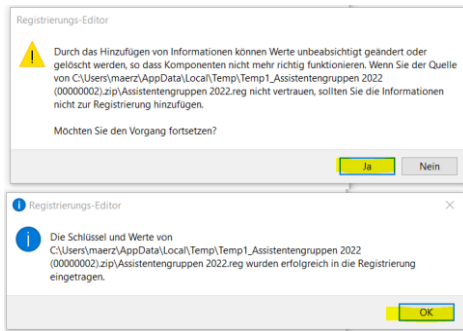 Registrierungs-Editor
Durch das Hinzufügen von Informationen können Werte unbeabsichtigt geändert oder
gelöscht werden, so dass Komponenten nicht mehr richtig funktionieren. Wenn Sie der Quelle
von C:\Users\maerz\AppData\Local\Temp\Temp1_Assistentengruppen 2022
(00000002).zip\Assistentengruppen 2022.reg nicht vertrauen, sollten Sie die Informationen
nicht zur Registrierung hinzufügen.
Möchten Sie den Vorgang fortsetzen?
Ja Nein
Registrierungs-Editor
Die Schlüssel und Werte von
C:\Users\maerz\AppData\Local\Temp\Temp1_Assistentengruppen 2022
(00000002).zip\Assistentengruppen 2022.reg wurden erfolgreich in die Registrierung
eingetragen.
OK